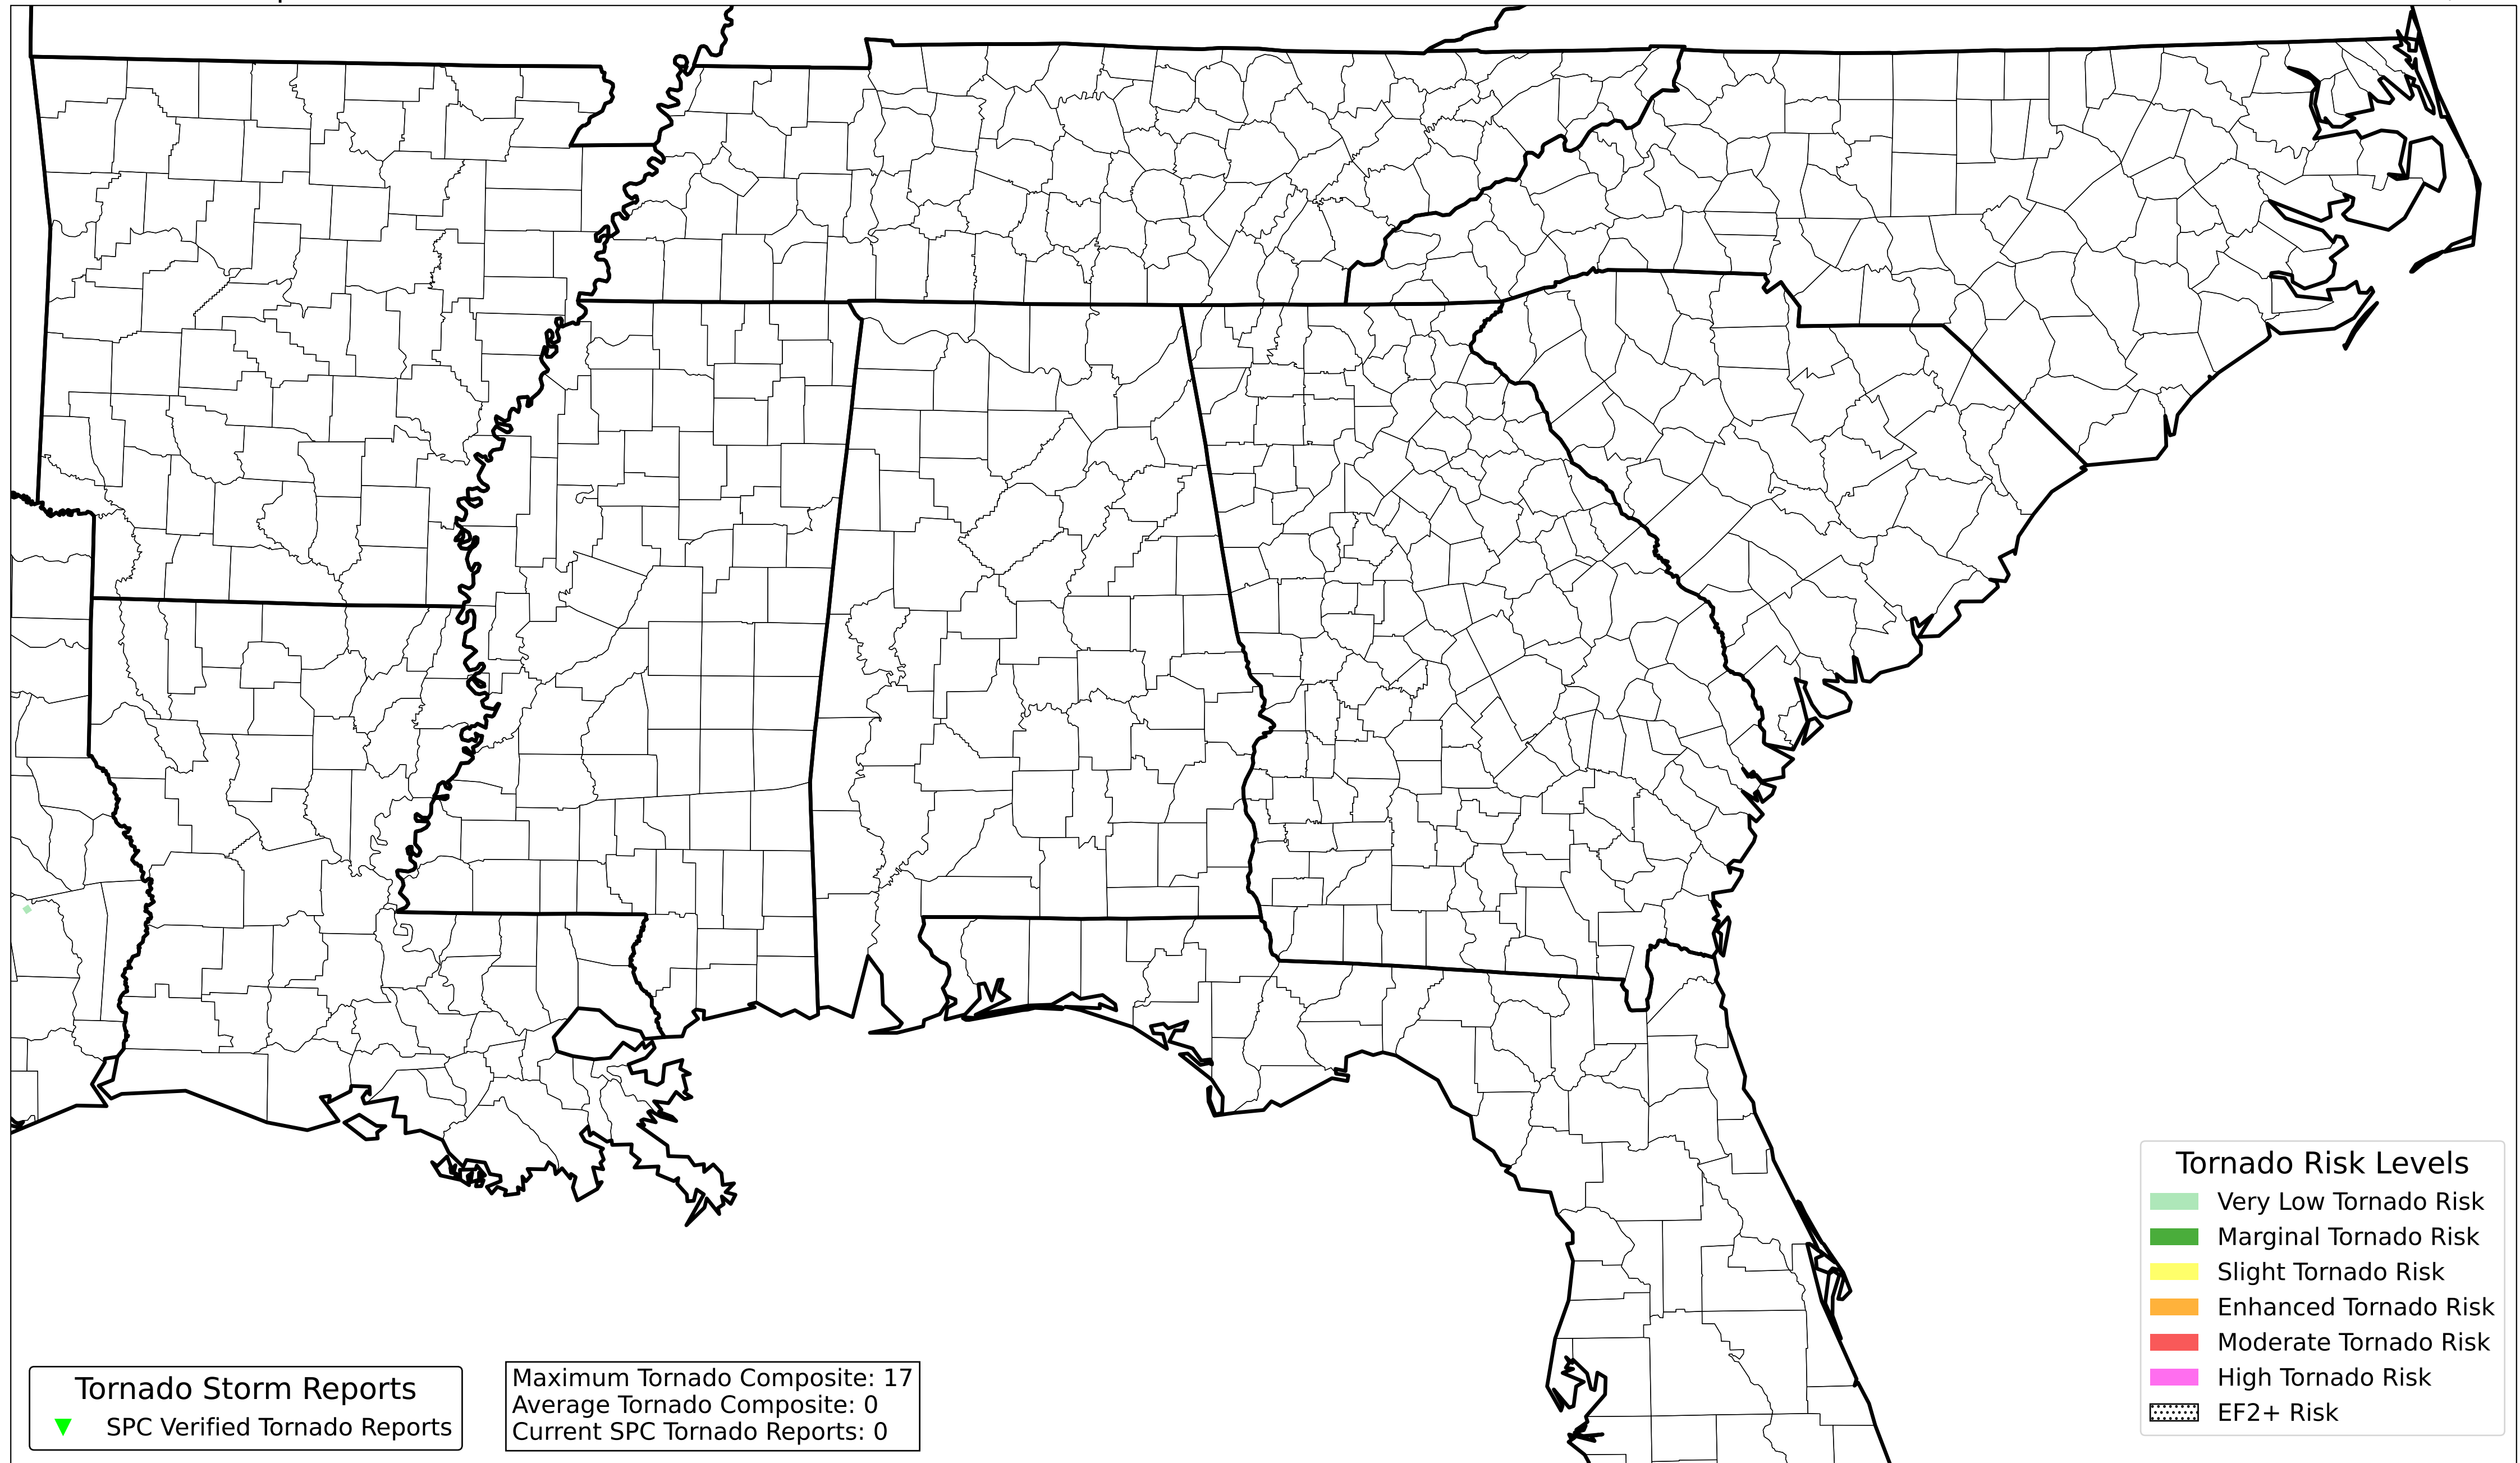 Tornado Risk Levels
Very Low Tornado Risk
Marginal Tornado Risk
Slight Tornado Risk
Enhanced Tornado Risk
Moderate Tornado Risk
High Tornado Risk
EF2+ Risk
Tornado Storm Reports
SPC Verified Tornado Reports
Maximum Tornado Composite: 17
Average Tornado Composite: 0
Current SPC Tornado Reports: 0